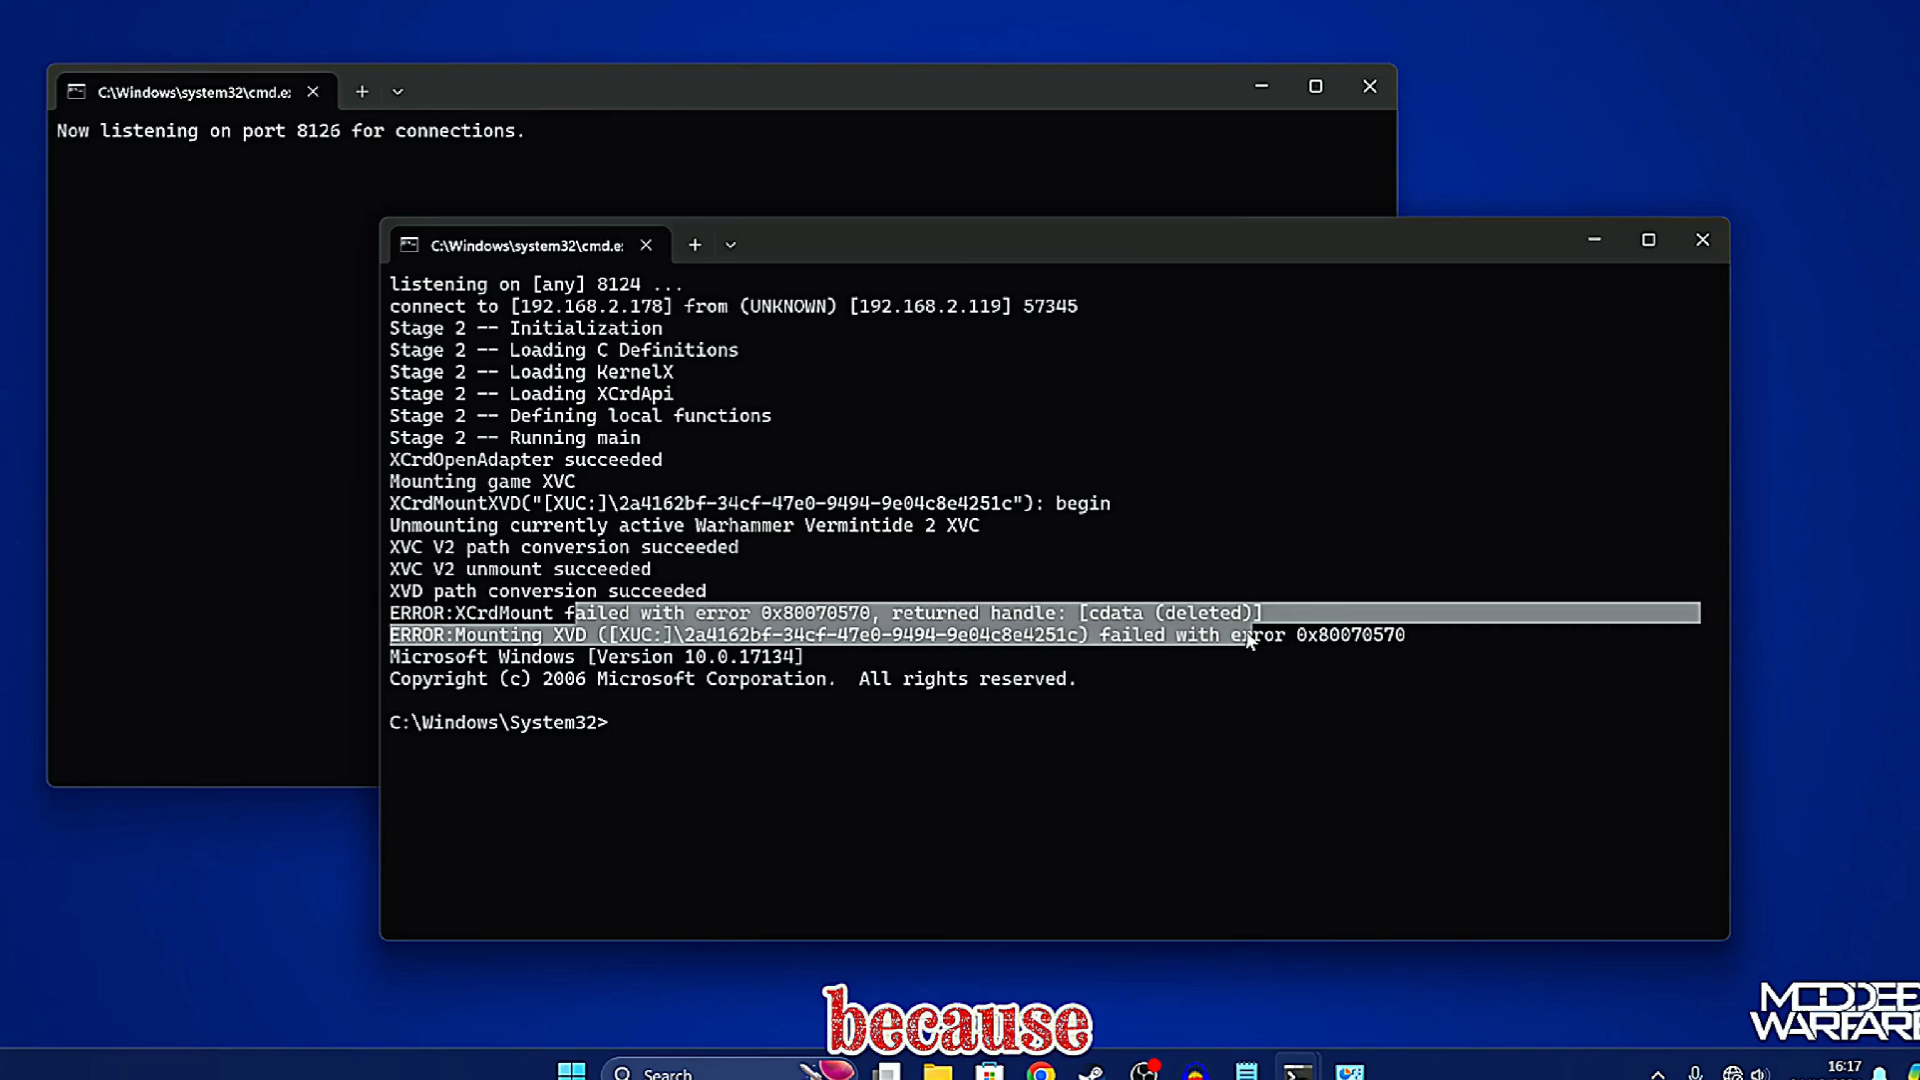 C:\Windows\system32\cmd.e:
Now listening on port 8126 for connections.
C:\Windows\system32\cmd.e:
listening on [any] 8124 ...
connect to [192.168.2.178] from (UNKNOWN) [192.168.2.119] 57345
Stage 2 -- Initialization
Stage 2 -- Loading C Definitions
Stage 2 -- Loading KernelX
Stage 2 -- Loading XCrdApi
Stage 2 -- Defining local functions
Stage 2 -- Running main
XCrdOpenAdapter succeeded
Mounting game XVC
XCrdMountXVD("[XUC:]\2a4162bf-34cf-47e0-9494-9e04c8e4251c"): begin
Unmounting currently active Warhammer Vermintide 2 XVC
XVC V2 path conversion succeeded
XVC V2 unmount succeeded
XVD path conversion succeeded
ERROR:XCrdMount failed with error 0x80070570, returned handle: [cdata (deleted)]
ERROR:Mounting XVD ([XUC:]\2a4162bf-34cf-47e0-9494-9e04c8e4251c) failed with error 0x80070570
Microsoft Windows [Version 10.0.17134]
Copyright (c) 2006 Microsoft Corporation.  All rights reserved.
C:\Windows\System32>
because
MODDED
WARFARE
Search
16:17